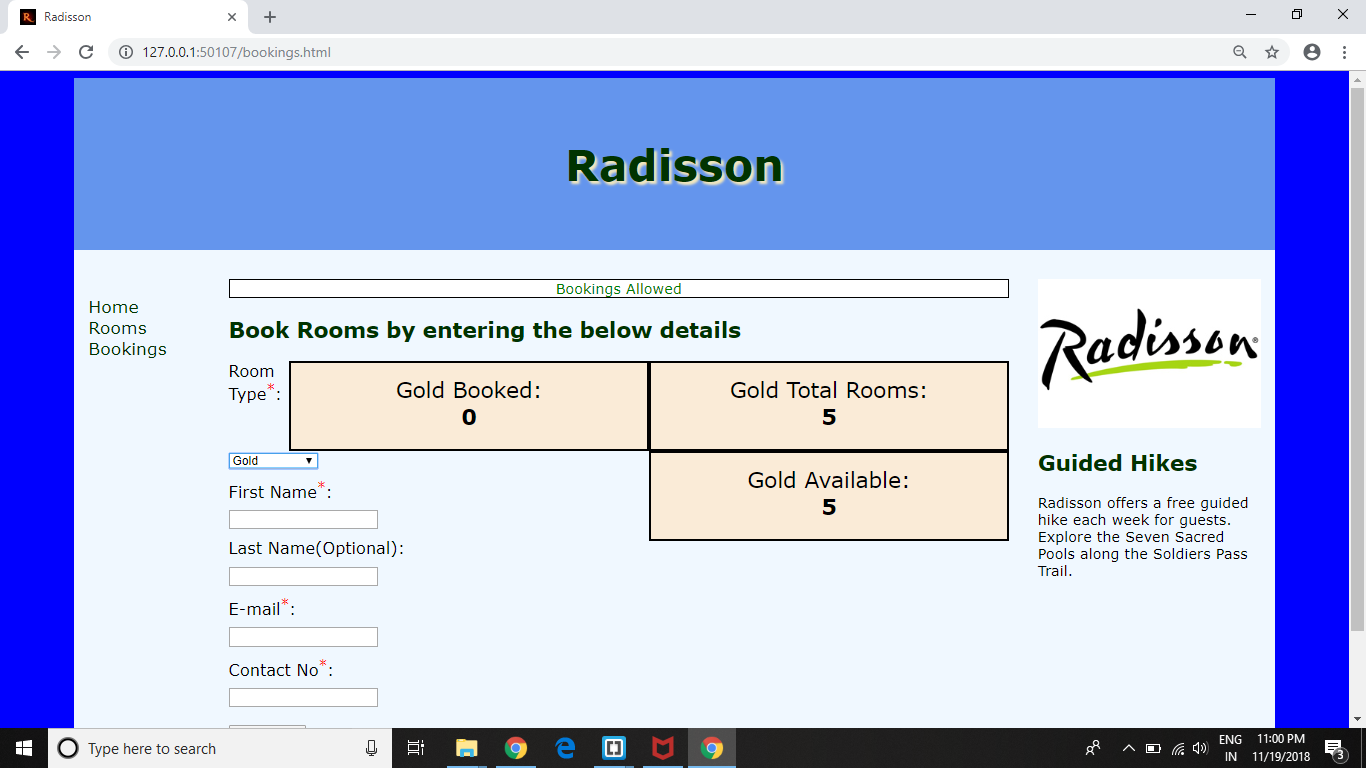 Radisson
127.0.0.1:50107/bookings.html
Radisson
Home
Rooms
Bookings
Bookings Allowed
Book Rooms by entering the below details
Room
Type*:
Gold Booked:
0
Gold Total Rooms:
5
Gold
Gold Available:
5
First Name*:
Last Name(Optional):
E-mail*:
Contact No*:
Radisson®
Guided Hikes
Radisson offers a free guided
hike each week for guests.
Explore the Seven Sacred
Pools along the Soldiers Pass
Trail.
Type here to search
ENG
IN
11:00 PM
11/19/2018
3